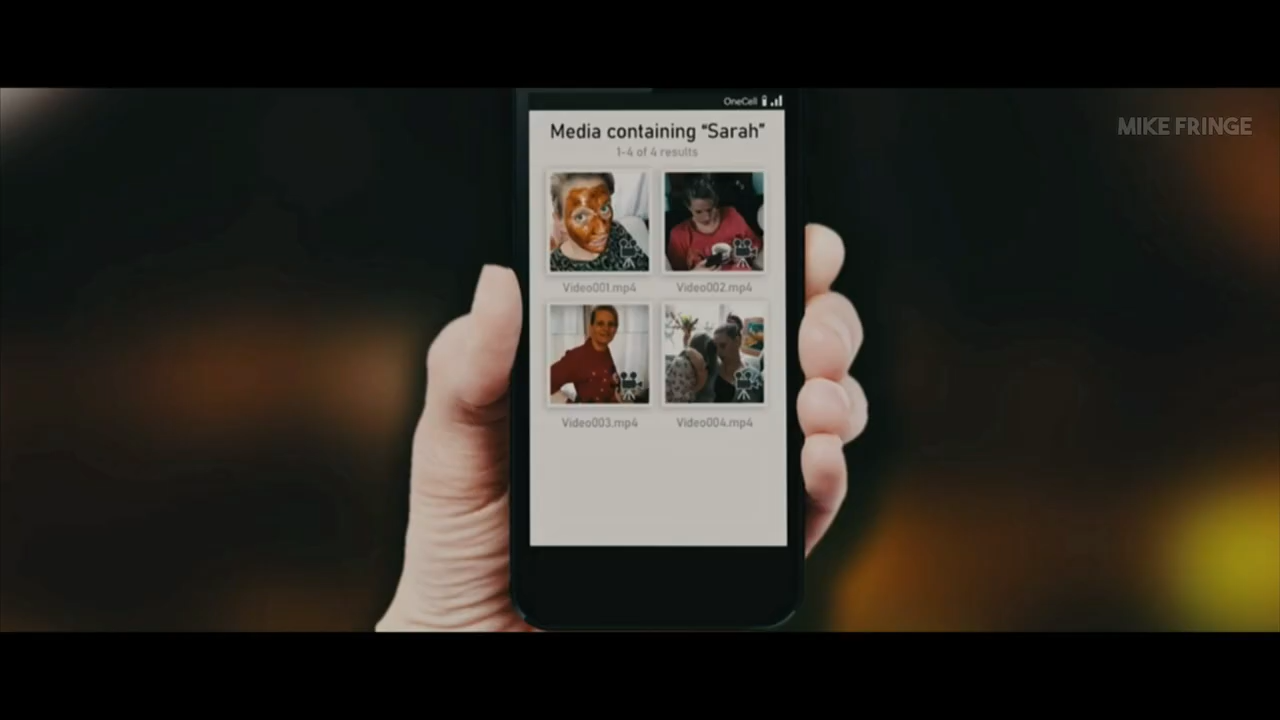 OneCell
MIKE FRINGE
Media containing “Sarah”
1-4 of 4 results
Video001.mp4 Video002.mp4
Video003.mp4 Video004.mp4